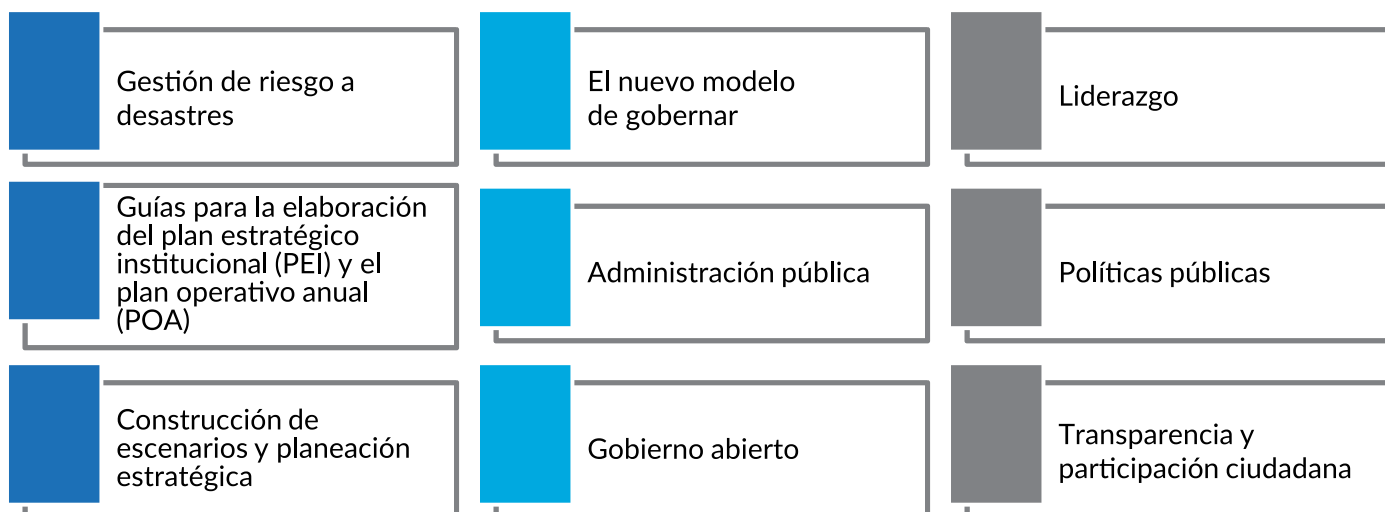 Gestión de riesgo a
desastres
El nuevo modelo
de gobernar
Liderazgo
Guías para la elaboración
del plan estratégico
institucional (PEI) y el
plan operativo anual
(POA)
Administración pública
Políticas públicas
Construcción de
escenarios y planeación
estratégica
Gobierno abierto
Transparencia y
participación ciudadana